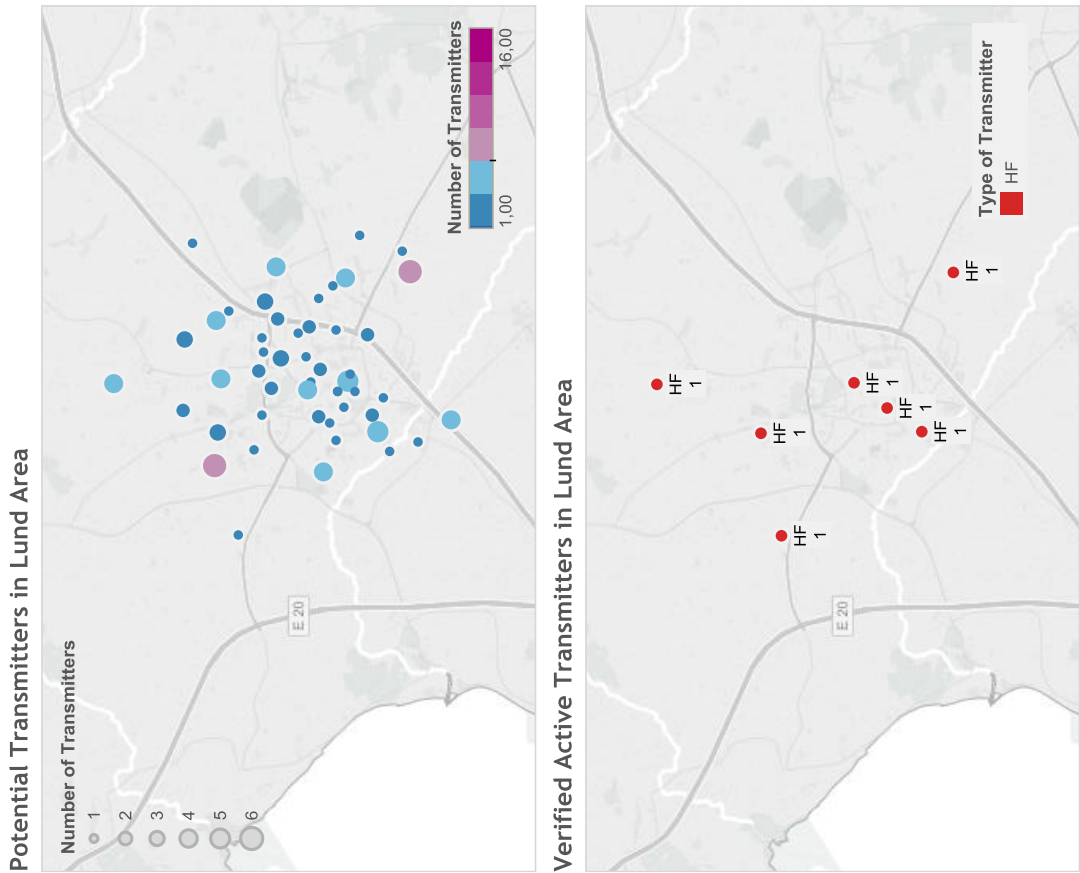 Potential Transmitters in Lund Area
Number of Transmitters
1
2
3
4
5
6
E 20
Number of Transmitters
1,00
16,00
Verified Active Transmitters in Lund Area
E 20
HF
1
HF
1
HF
1
HF
1
HF
1
HF
1
HF
1
Type of Transmitter
HF